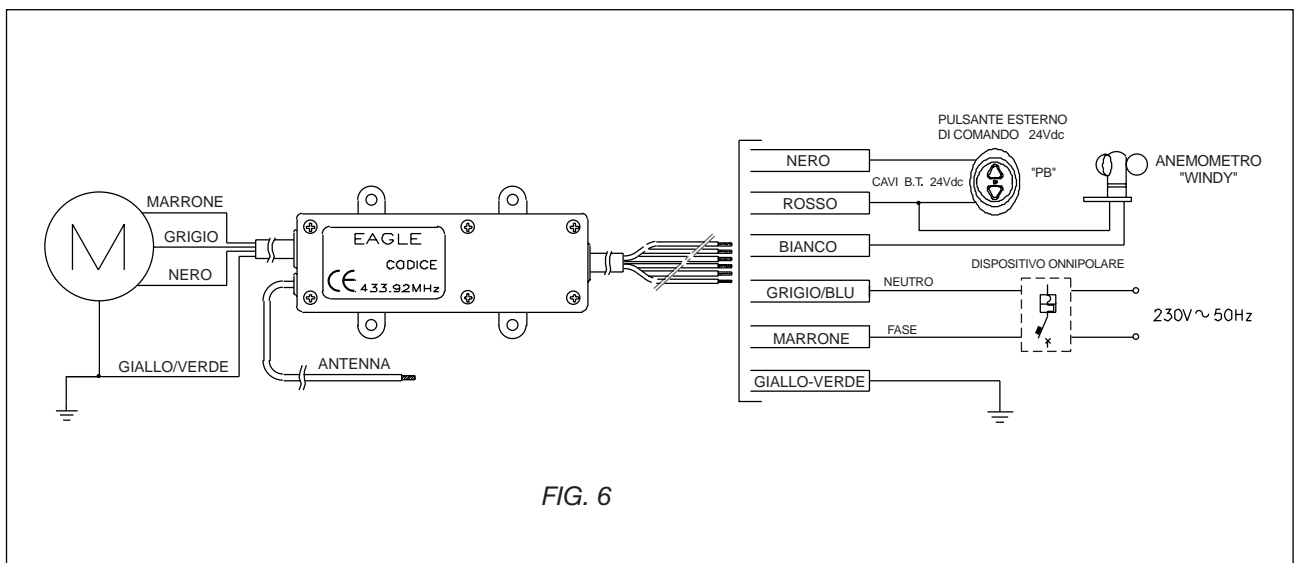 MARRONE
GRIGIO
NERO
M
GIALLO/VERDE
ANTENNA
EAGLE
CODICE
CE 433.92MHz
PULSANTE ESTERNO
DI COMANDO 24Vdc
"PB"
ANEMOMETRO
"WINDY"
NERO
CAVI B.T. 24Vdc
ROSSO
BIANCO
DISPOSITIVO ONNIPOLARE
GRIGIO/BLU
NEUTRO
MARRONE
FASE
230V ~ 50Hz
GIALLO-VERDE
FIG. 6